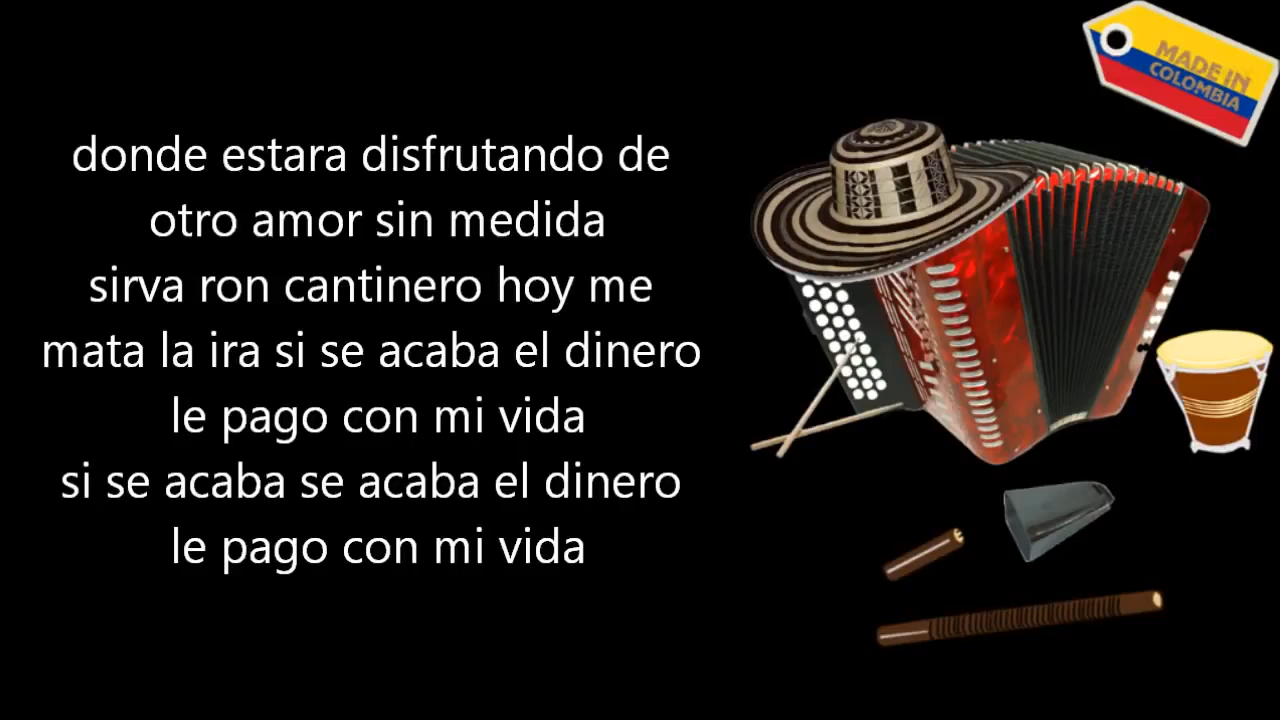 donde estara disfrutando de
otro amor sin medida
sirva ron cantinero hoy me
mata la ira si se acaba el dinero
le pago con mi vida
si se acaba se acaba el dinero
le pago con mi vida
MADE IN
COLOMBIA